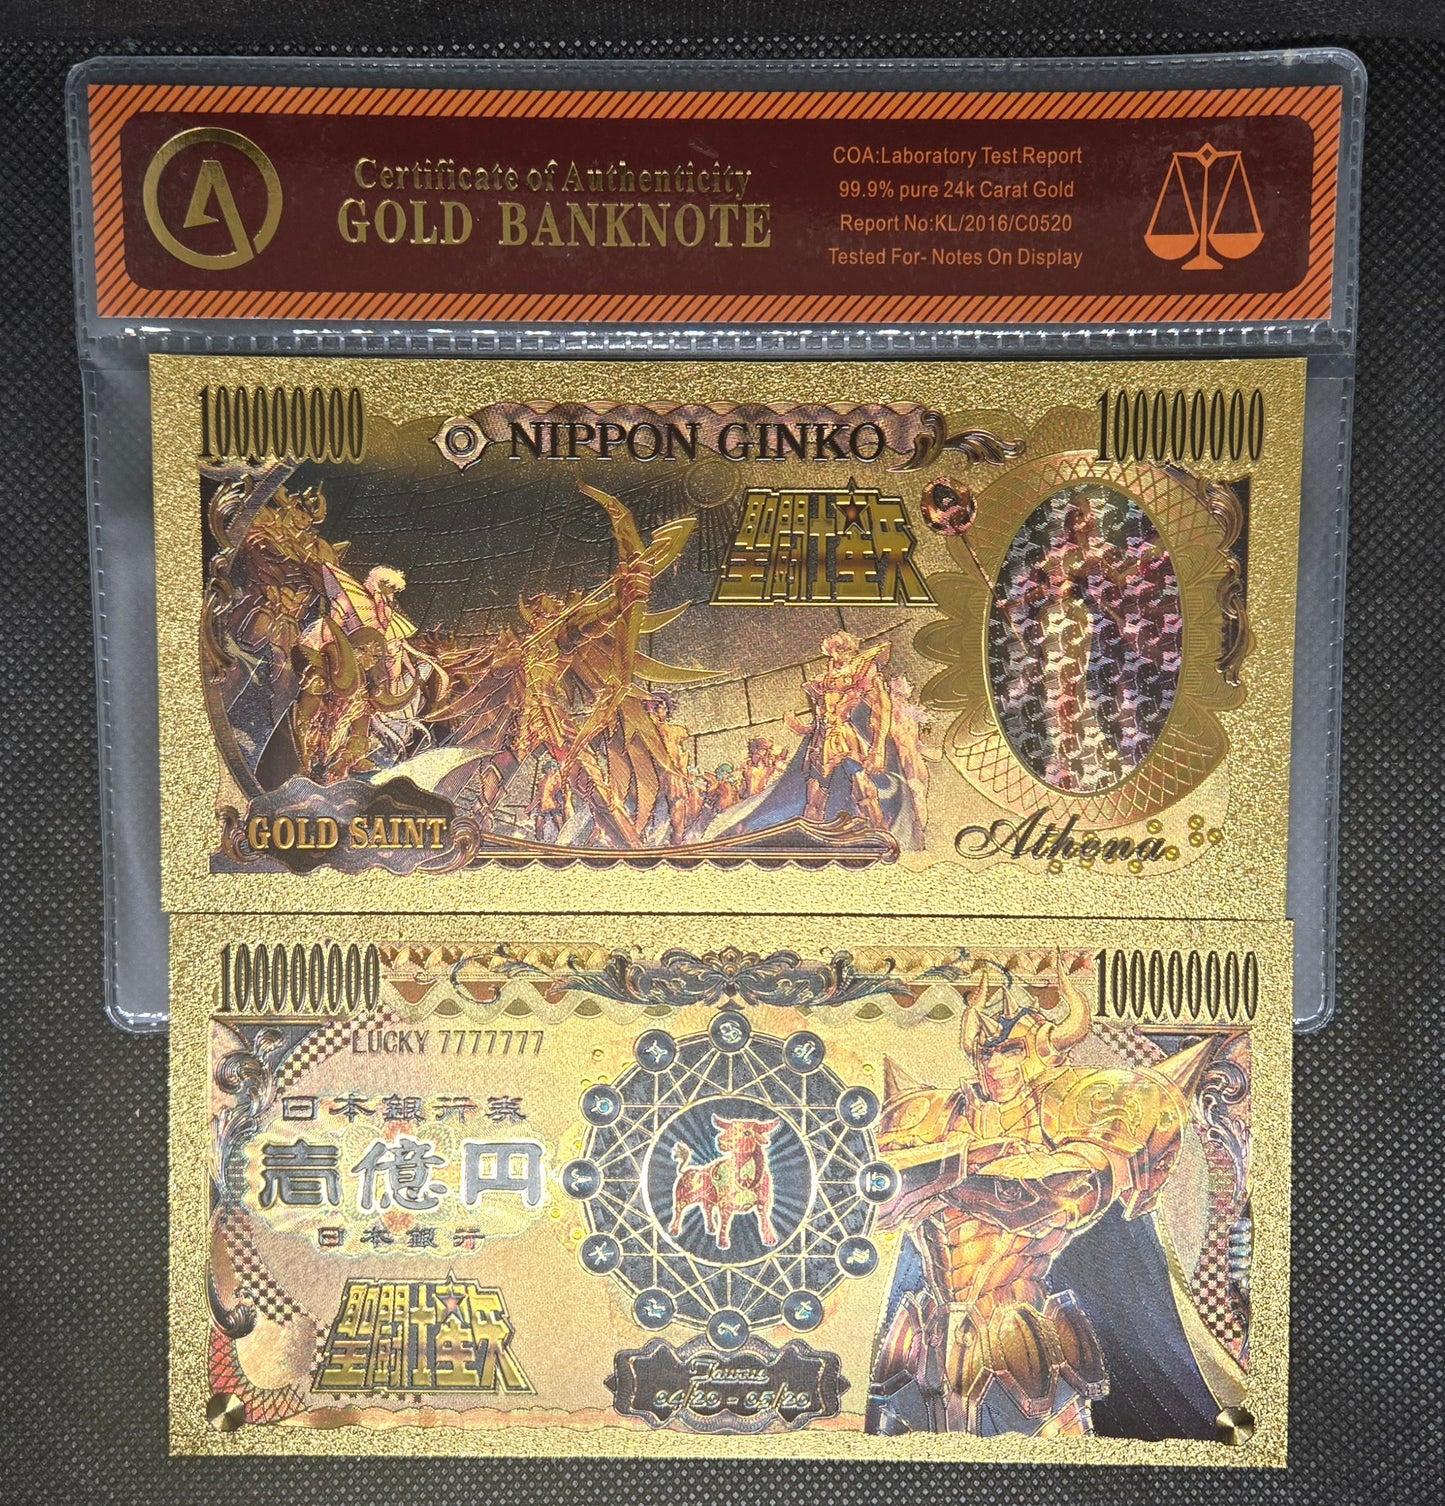 Certificate of Authenticity
GOLD BANKNOTE
COA:Laboratory Test Report
99.9% pure 24k Carat Gold
Report No:KL/2016/C0520
Tested For- Notes On Display
100000000
NIPPON GINKO
100000000
聖闘士星矢
GOLD SAINT
Athena
100000000
100000000
LUCKY 7777777
日本銀行券
壱億円
日本銀行
聖闘士星矢
Taurus
04/20 - 05/20